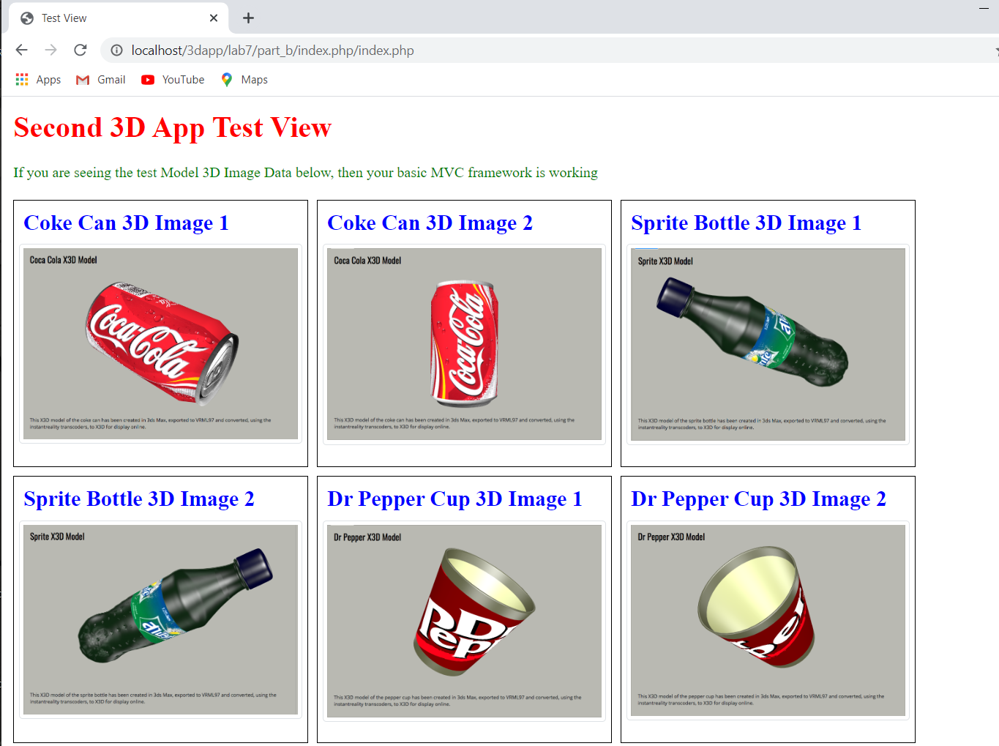 Test View
localhost/3dapp/lab7/part_b/index.php/index.php
Apps Gmail YouTube Maps
Second 3D App Test View
If you are seeing the test Model 3D Image Data below, then your basic MVC framework is working
Coke Can 3D Image 1
Coca Cola X3D Model
Coca-Cola
This X3D model of the coke can has been created in 3ds Max, exported to VRML97 and converted, using the
instantreality transcoders, to X3D for display online.
Coke Can 3D Image 2
Coca Cola X3D Model
Coca-Cola
This X3D model of the coke can has been created in 3ds Max, exported to VRML97 and converted, using the
instantreality transcoders, to X3D for display online.
Sprite Bottle 3D Image 1
Sprite X3D Model
This X3D model of the sprite bottle has been created in 3ds Max, exported to VRML97 and converted, using the
instantreality transcoders, to X3D for display online.
Sprite Bottle 3D Image 2
Sprite X3D Model
This X3D model of the sprite bottle has been created in 3ds Max, exported to VRML97 and converted, using the
instantreality transcoders, to X3D for display online.
Dr Pepper Cup 3D Image 1
Dr Pepper X3D Model
This X3D model of the pepper cup has been created in 3ds Max, exported to VRML97 and converted, using the
instantreality transcoders, to X3D for display online.
Dr Pepper Cup 3D Image 2
Dr Pepper X3D Model
This X3D model of the pepper cup has been created in 3ds Max, exported to VRML97 and converted, using the
instantreality transcoders, to X3D for display online.